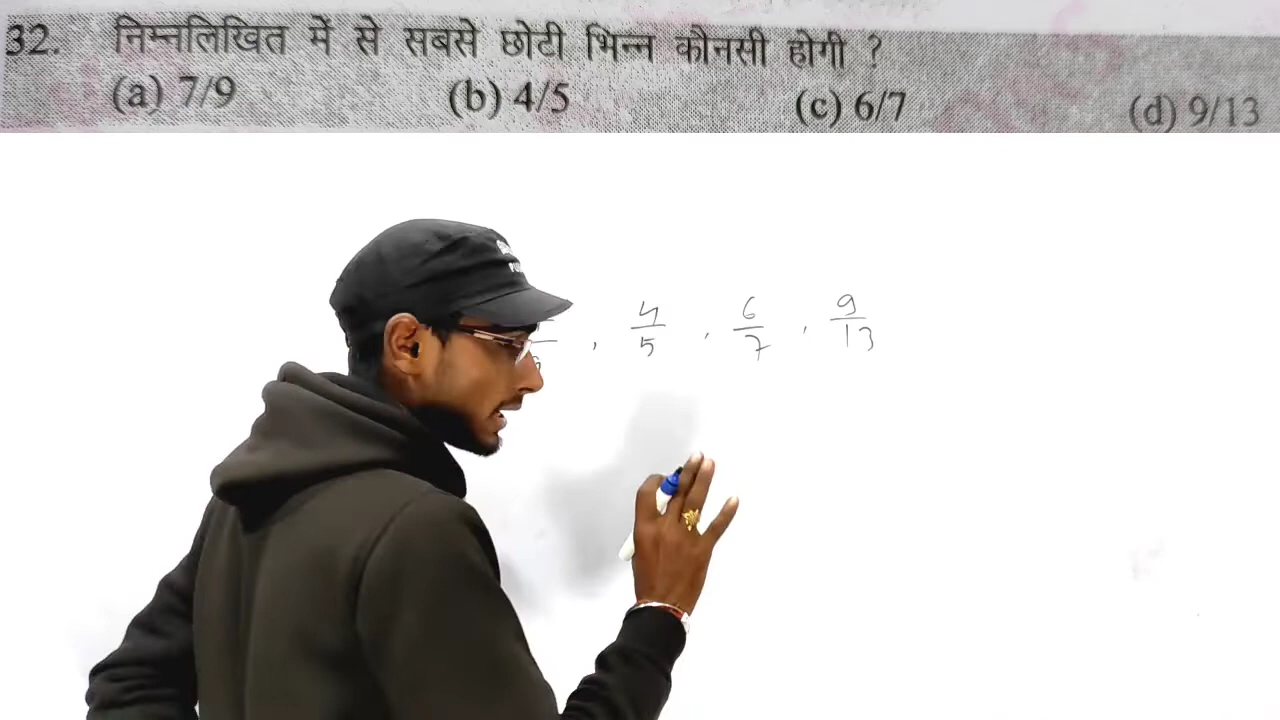 32. निम्नलिखित में से सबसे छोटी भिन्न कौनसी होगी ?
(a) 7/9 (b) 4/5 (c) 6/7 (d) 9/13
, 4/5 , 6/7 , 9/13